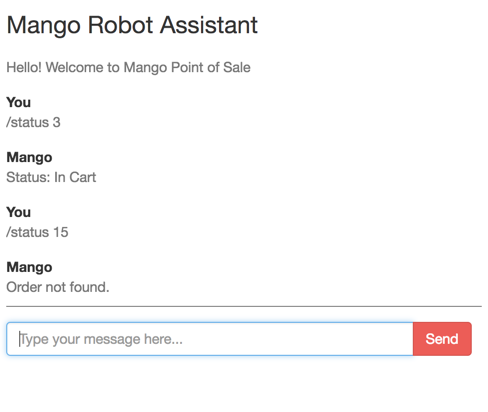 Mango Robot Assistant
Hello! Welcome to Mango Point of Sale
You
/status 3
Mango
Status: In Cart
You
/status 15
Mango
Order not found.
Type your message here...
Send